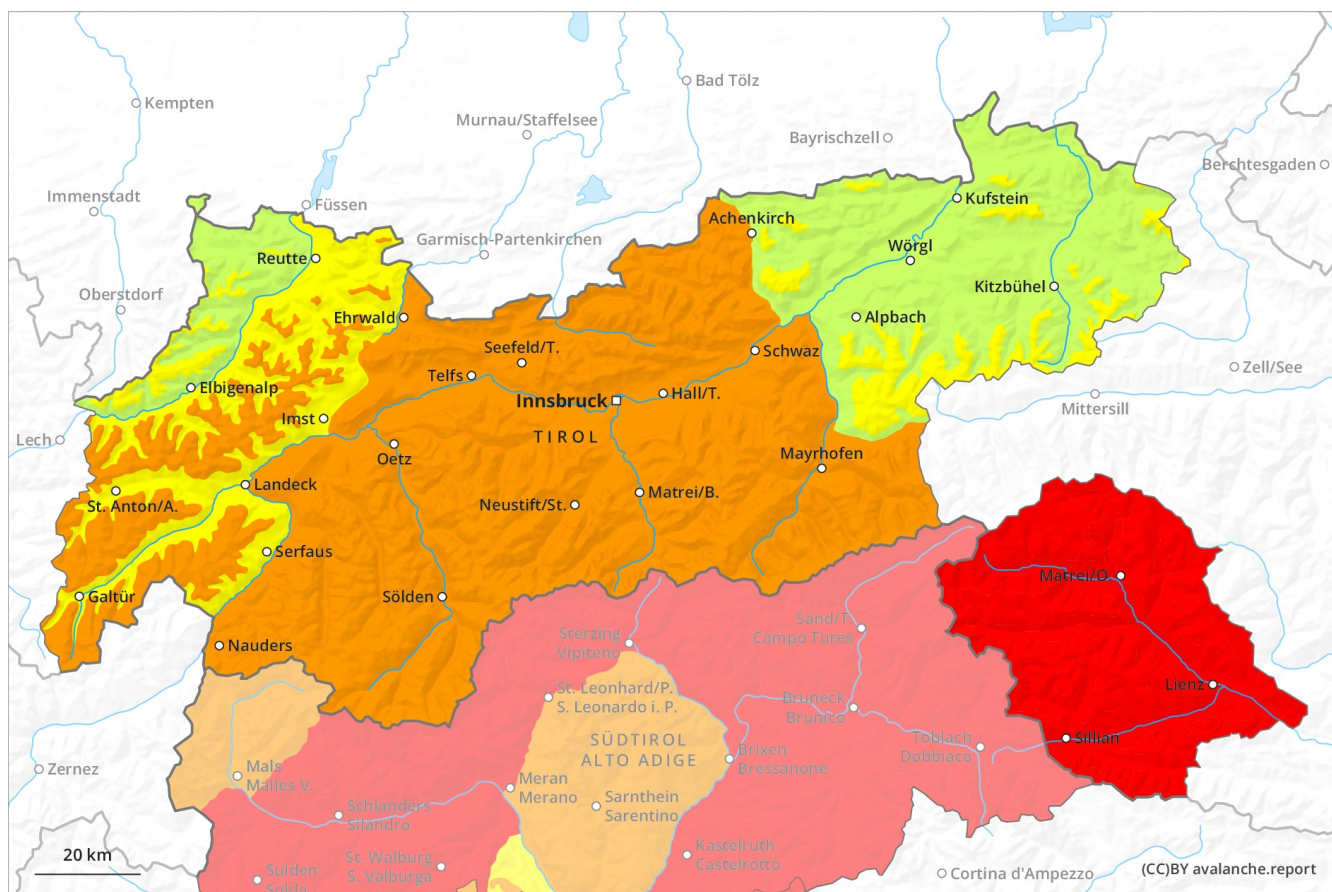 Bad Tölz
Kempten
Murnau/Staffelsee
Bayrischzell
Berchtesgaden
Immenstadt
Füssen
Kufstein
Achenkirch
Garmisch-Partenkirchen
Wörgl
Reutte
Kitzbühel
Oberstdorf
Ehrwald
Alpbach
Seefeld/T.
Schwaz
Zell/See
Telfs
Elbigenalp
Hall/T.
Innsbruck
Mittersill
Imst
TIROL
Lech
Oetz
Mayrhofen
Landeck
Matrei/B.
St. Anton/A.
Neustift/St.
Serfaus
Matrei/O.
Galtür
Sölden
Sand/T.
Campo Tures
Sterzing
Vipiteno
Nauders
Lienz
St. Leonhard/P.
S. Leonardo i. P.
Bruneck
Brunico
SÜDTIROL
ALTO ADIGE
Toblach
Dobbiaco
Sillian
Brixen
Bressanone
Zernez
Mals
Malles V.
Meran
Merano
Schlanders
Silandro
Sarnthein
Sarentino
20 km
St. Walburg
S. Valburga
Kastelruth
Castelrotto
Sulden
Solda
Cortina d'Ampezzo
(CC)BY avalanche.report